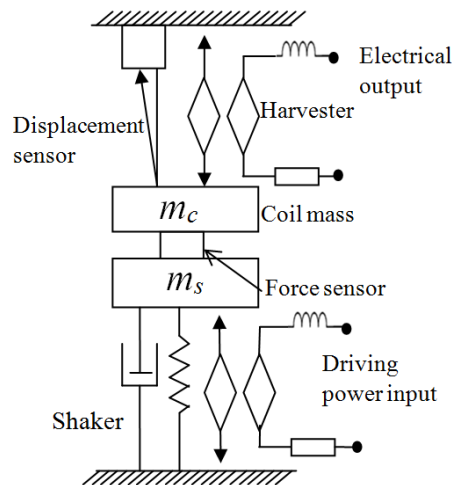 Electrical
output
Harvester
Displacement
sensor
m_c
Coil mass
m_s
Force sensor
Driving
power input
Shaker